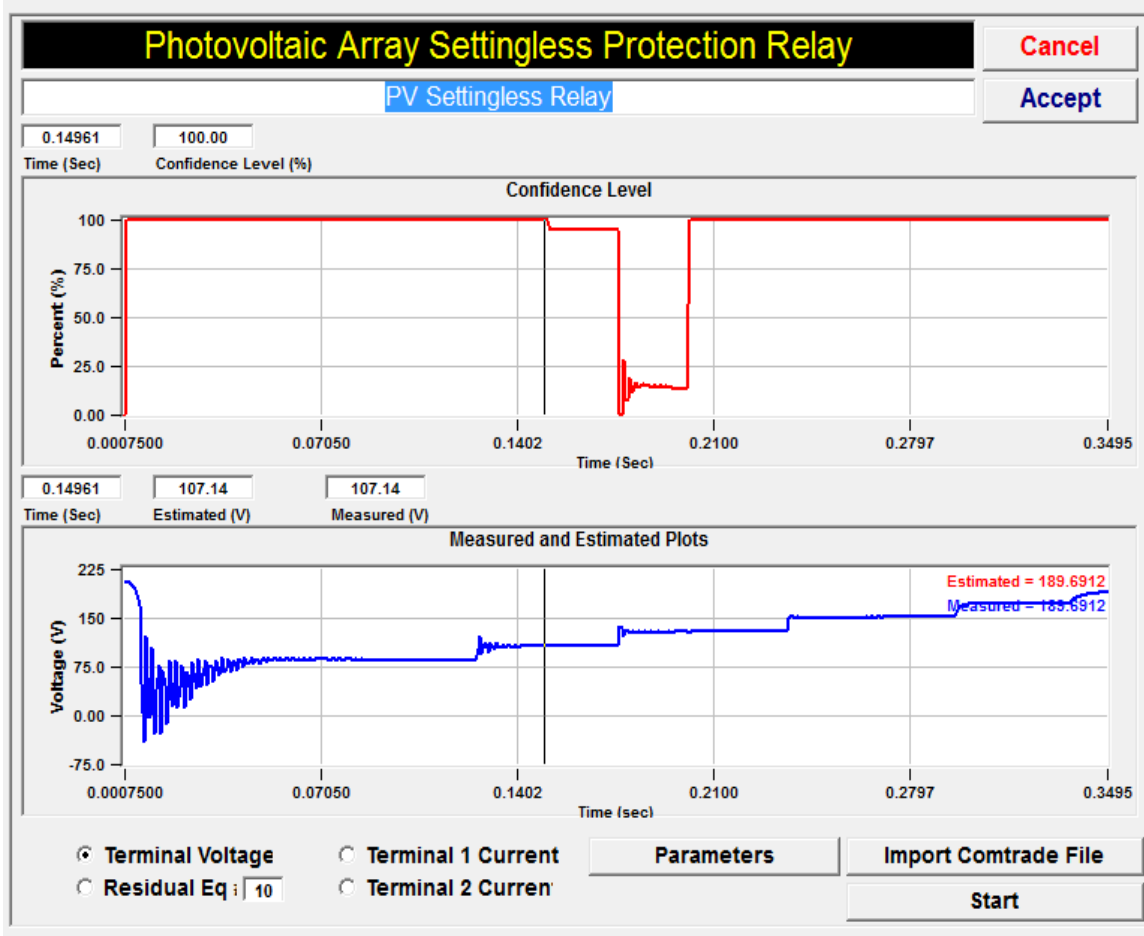 Photovoltaic Array Settingless Protection Relay
Cancel
PV Settingless Relay
Accept
0.14961 100.00
Time (Sec) Confidence Level (%)
Confidence Level
100
75.0
50.0
25.0
0.00
Percent (%)
0.0007500 0.07050 0.1402 0.2100 0.2797 0.3495
Time (Sec)
0.14961 107.14 107.14
Time (Sec) Estimated (V) Measured (V)
Measured and Estimated Plots
225
150
75.0
0.00
-75.0
Voltage (V)
Estimated = 189.6912
Measured = 189.6912
0.0007500 0.07050 0.1402 0.2100 0.2797 0.3495
Time (sec)
Terminal Voltage Terminal 1 Current Parameters Import Comtrade File
Residual Eq 10 Terminal 2 Curren
Start